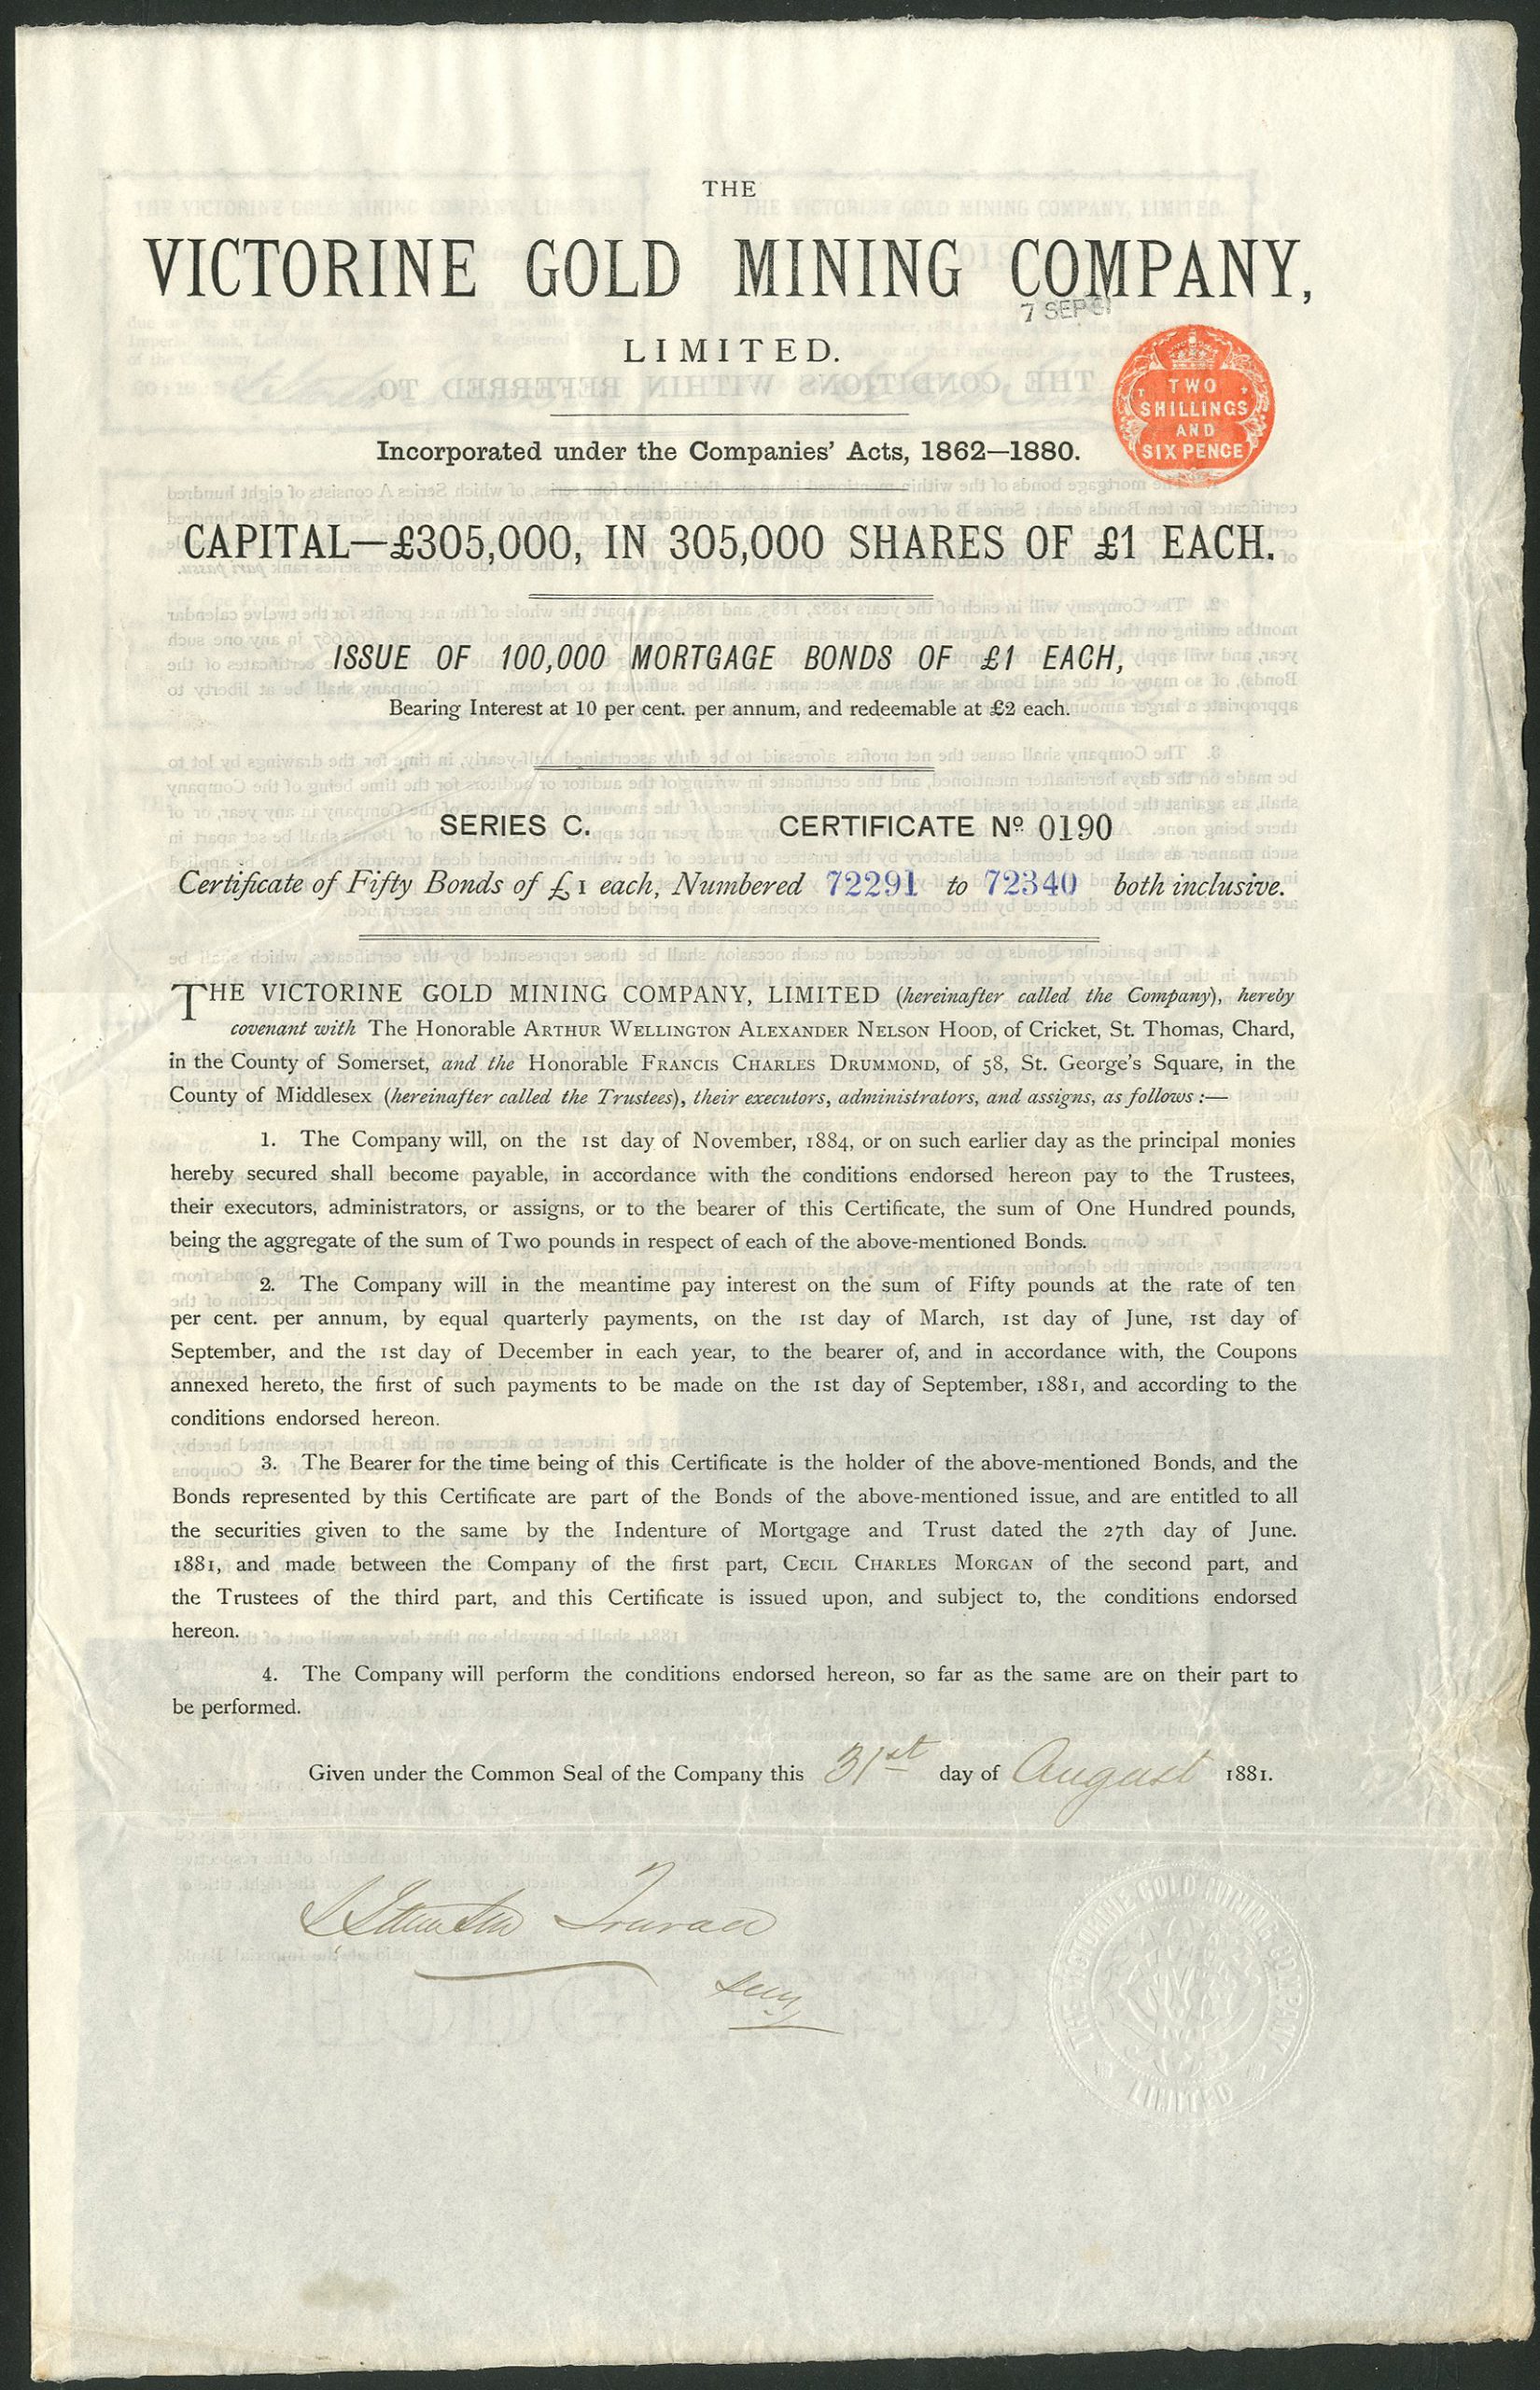 THE
VICTORINE GOLD MINING COMPANY,
7 SEP 81
LIMITED.
TWO
SHILLINGS
AND
SIX PENCE
Incorporated under the Companies' Acts, 1862—1880.
CAPITAL—£305,000, IN 305,000 SHARES OF £1 EACH.
ISSUE OF 100,000 MORTGAGE BONDS OF £1 EACH,
Bearing Interest at 10 per cent. per annum, and redeemable at £2 each.
SERIES C. CERTIFICATE No. 0190
Certificate of Fifty Bonds of £1 each, Numbered 72291 to 72340 both inclusive.
THE VICTORINE GOLD MINING COMPANY, LIMITED (hereinafter called the Company), hereby
covenant with The Honorable ARTHUR WELLINGTON ALEXANDER NELSON HOOD, of Cricket, St. Thomas, Chard,
in the County of Somerset, and the Honorable FRANCIS CHARLES DRUMMOND, of 58, St. George's Square, in the
County of Middlesex (hereinafter called the Trustees), their executors, administrators, and assigns, as follows:—
1. The Company will, on the 1st day of November, 1884, or on such earlier day as the principal monies
hereby secured shall become payable, in accordance with the conditions endorsed hereon pay to the Trustees,
their executors, administrators, or assigns, or to the bearer of this Certificate, the sum of One Hundred pounds,
being the aggregate of the sum of Two pounds in respect of each of the above-mentioned Bonds.
2. The Company will in the meantime pay interest on the sum of Fifty pounds at the rate of ten
per cent. per annum, by equal quarterly payments, on the 1st day of March, 1st day of June, 1st day of
September, and the 1st day of December in each year, to the bearer of, and in accordance with, the Coupons
annexed hereto, the first of such payments to be made on the 1st day of September, 1881, and according to the
conditions endorsed hereon.
3. The Bearer for the time being of this Certificate is the holder of the above-mentioned Bonds, and the
Bonds represented by this Certificate are part of the Bonds of the above-mentioned issue, and are entitled to all
the securities given to the same by the Indenture of Mortgage and Trust dated the 27th day of June.
1881, and made between the Company of the first part, CECIL CHARLES MORGAN of the second part, and
the Trustees of the third part, and this Certificate is issued upon, and subject to, the conditions endorsed
hereon.
4. The Company will perform the conditions endorsed hereon, so far as the same are on their part to
be performed.
Given under the Common Seal of the Company this 31st day of August 1881.
THE VICTORINE GOLD MINING COMPANY
LIMITED